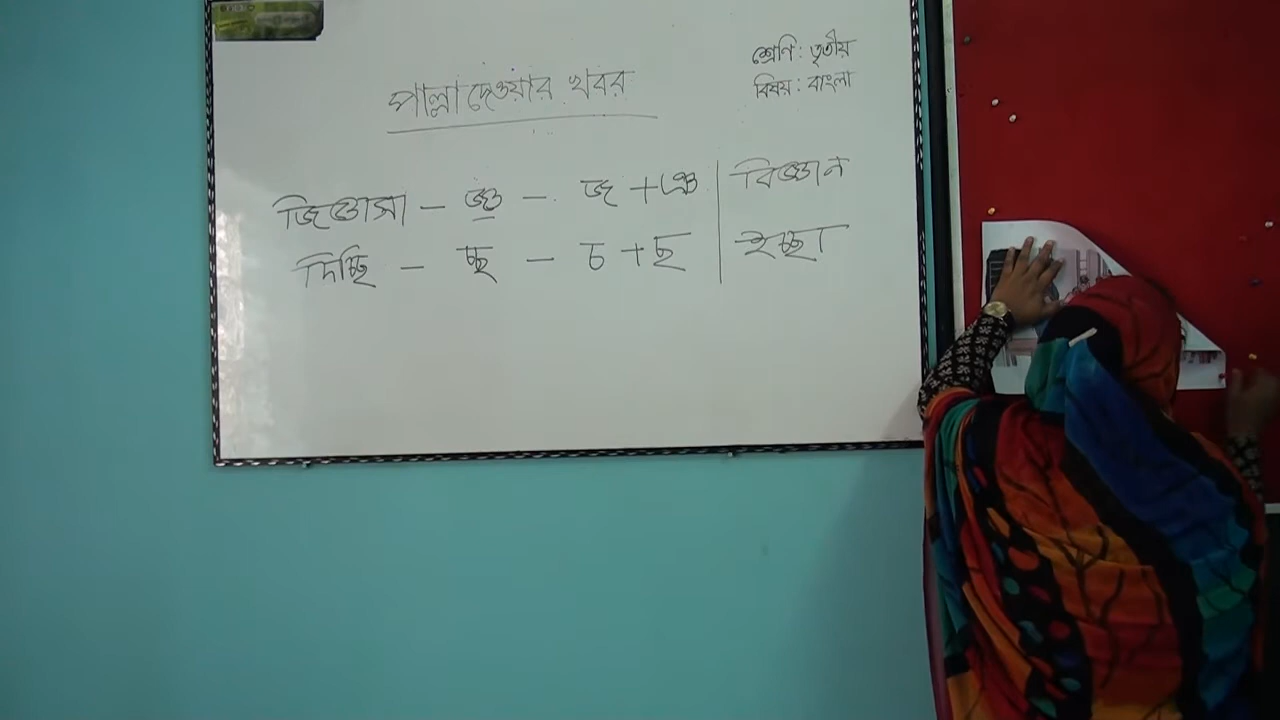 শ্রেণি : তৃতীয়
বিষয় : বাংলা
পাল্লা দেওয়ার খবর
জিজ্ঞাসা – জ্ঞ – জ + ঞ | বিজ্ঞান
দিচ্ছি – চ্ছ – চ + ছ | ইচ্ছা